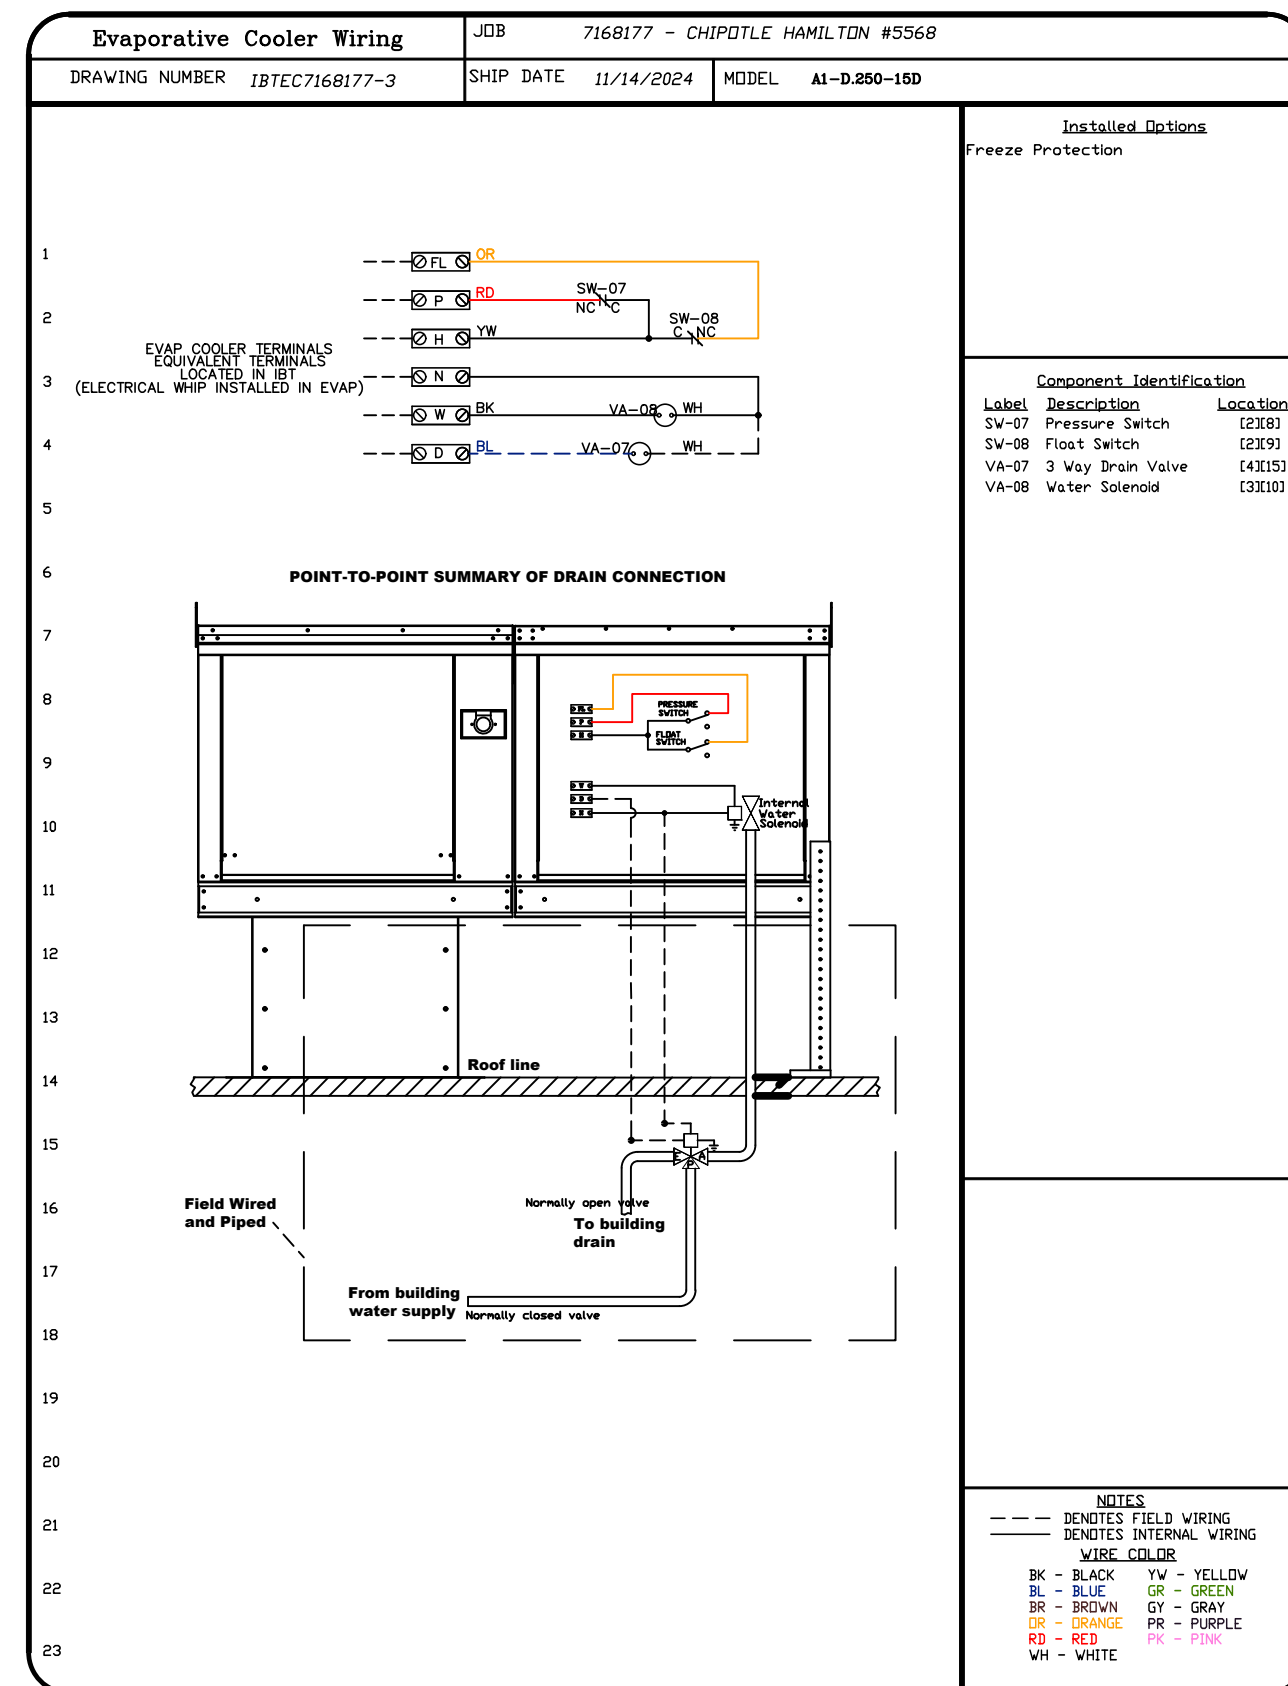 Evaporative Cooler Wiring
JOB 7168177 - CHIPOTLE HAMILTON #5568
DRAWING NUMBER IBTEC7168177-3
SHIP DATE 11/14/2024
MODEL A1-D.250-15D
Installed Options
Freeze Protection
1
FL OR
P RD SW-07
NC C
2
SW-08
C NC
H YW
EVAP COOLER TERMINALS
EQUIVALENT TERMINALS
LOCATED IN IBT
(ELECTRICAL WHIP INSTALLED IN EVAP)
3
N
W BK VA-08 WH
4
D BL VA-07 WH
Component Identification
Label Description Location
SW-07 Pressure Switch [2][8]
SW-08 Float Switch [2][9]
VA-07 3 Way Drain Valve [4][15]
VA-08 Water Solenoid [3][10]
5
6
POINT-TO-POINT SUMMARY OF DRAIN CONNECTION
7
8
PRESSURE
SWITCH
FL
P
H
FLOAT
SWITCH
9
W
D
N
Internal
Water
Solenoid
10
11
12
13
Roof line
14
15
E A
P
16
Field Wired
and Piped
Normally open valve
To building
drain
17
From building
water supply
Normally closed valve
18
19
20
21
22
23
NOTES
DENOTES FIELD WIRING
DENOTES INTERNAL WIRING
WIRE COLOR
BK - BLACK YW - YELLOW
BL - BLUE GR - GREEN
BR - BROWN GY - GRAY
OR - ORANGE PR - PURPLE
RD - RED PK - PINK
WH - WHITE